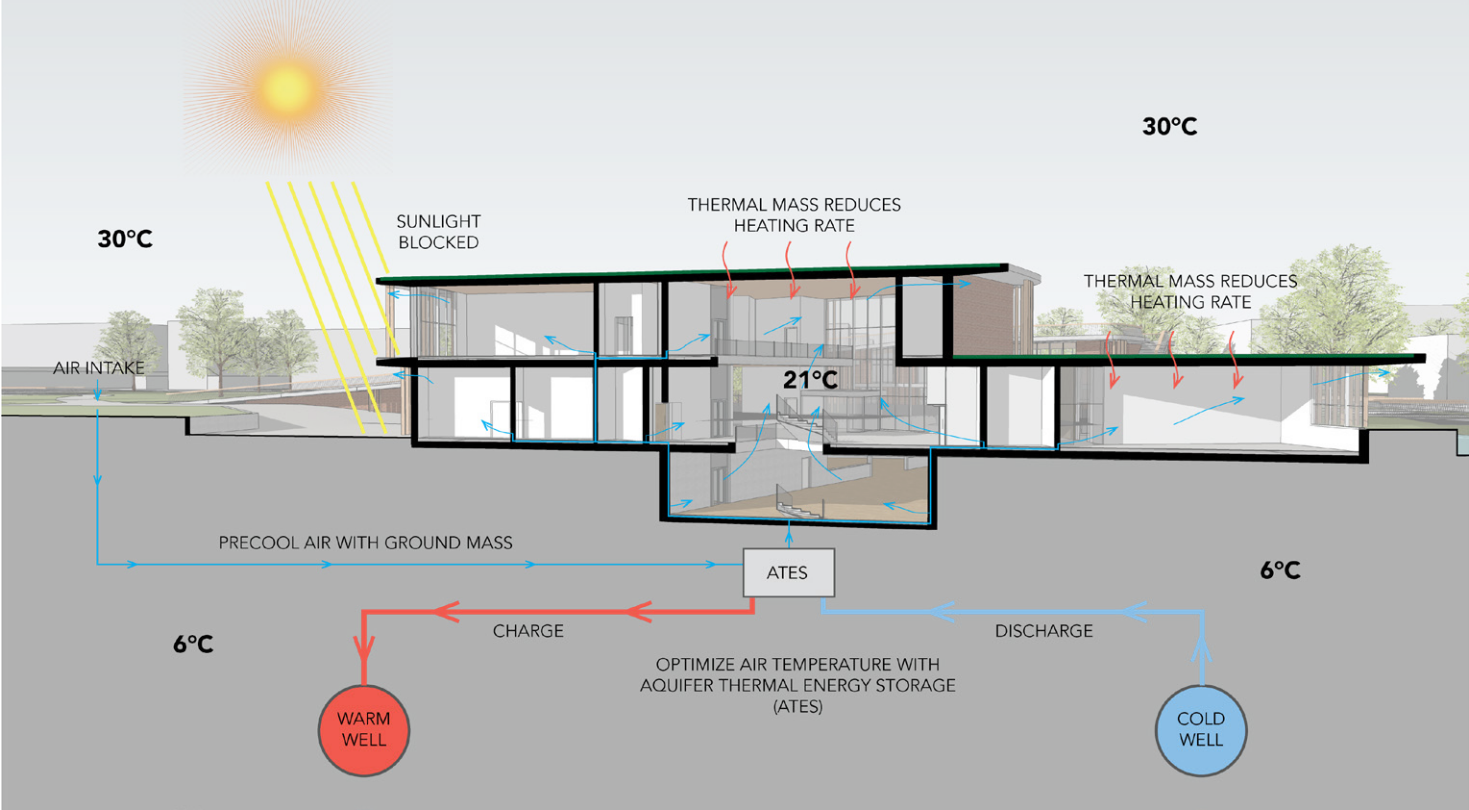 30°C
SUNLIGHT
BLOCKED
30°C
THERMAL MASS REDUCES
HEATING RATE
THERMAL MASS REDUCES
HEATING RATE
AIR INTAKE
21°C
PRECOOL AIR WITH GROUND MASS
ATES
6°C
6°C
CHARGE
DISCHARGE
OPTIMIZE AIR TEMPERATURE WITH
AQUIFER THERMAL ENERGY STORAGE
(ATES)
WARM
WELL
COLD
WELL